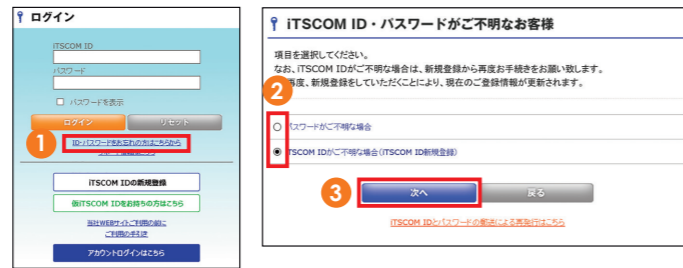 ログイン
iTSCOM ID
パスワード
パスワードを表示
ログイン
リセット
1
ID・パスワードをお忘れの方はこちらから
iTSCOM IDの新規登録
仮iTSCOM IDをお持ちの方はこちら
当社WEBサイトご利用の前に
ご利用の手引き
アカウントログインはこちら
iTSCOM ID・パスワードがご不明なお客様
項目を選択してください。
なお、iTSCOM IDがご不明な場合は、新規登録から再度お手続きをお願い致します。
再度、新規登録をしていただくことにより、現在のご登録情報が更新されます。
2
パスワードがご不明な場合
iTSCOM IDがご不明な場合(iTSCOM ID新規登録)
3
次へ
戻る
iTSCOM IDとパスワードの郵送による再発行はこちら